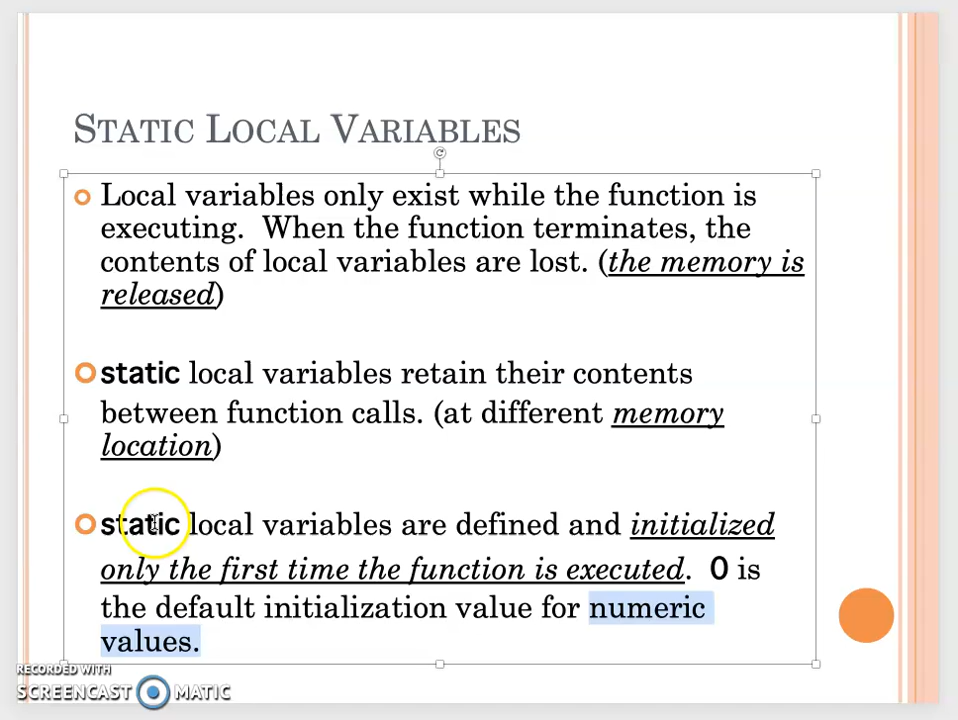 STATIC LOCAL VARIABLES
Local variables only exist while the function is
executing.  When the function terminates, the
contents of local variables are lost. (the memory is
released)
static local variables retain their contents
between function calls. (at different memory
location)
static local variables are defined and initialized
only the first time the function is executed.  0 is
the default initialization value for numeric
values.
RECORDED WITH
SCREENCAST MATIC